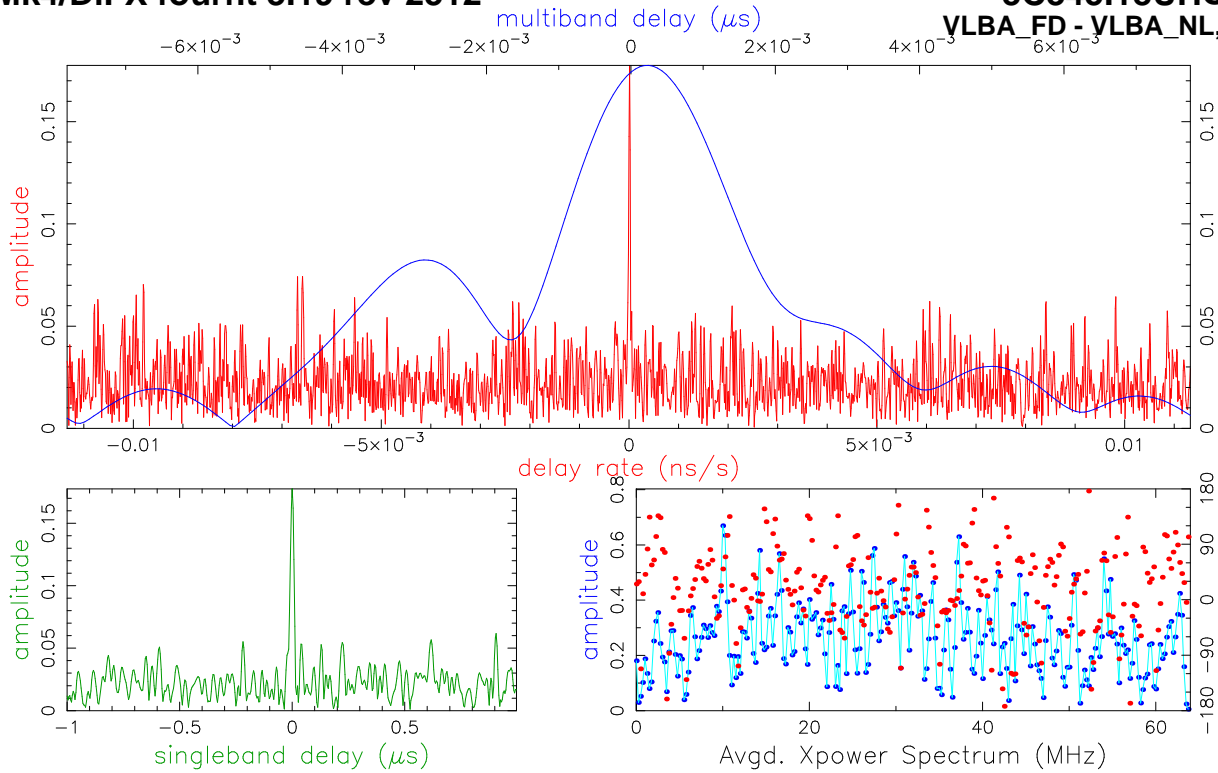 multiband delay (μs)
VLBA_FD - VLBA_NL,
−6×10⁻³ −4×10⁻³ −2×10⁻³ 0 2×10⁻³ 4×10⁻³ 6×10⁻³
amplitude
0 0.05 0.1 0.15
0 0.05 0.1 0.15
−0.01 −5×10⁻³ 0 5×10⁻³ 0.01
delay rate (ns/s)
amplitude
0 0.05 0.15
−1 −0.5 0 0.5
singleband delay (μs)
amplitude
0 0.2 0.4 0.6 0.8
−180 −90 0 90 180
0 20 40 60
Avgd. Xpower Spectrum (MHz)